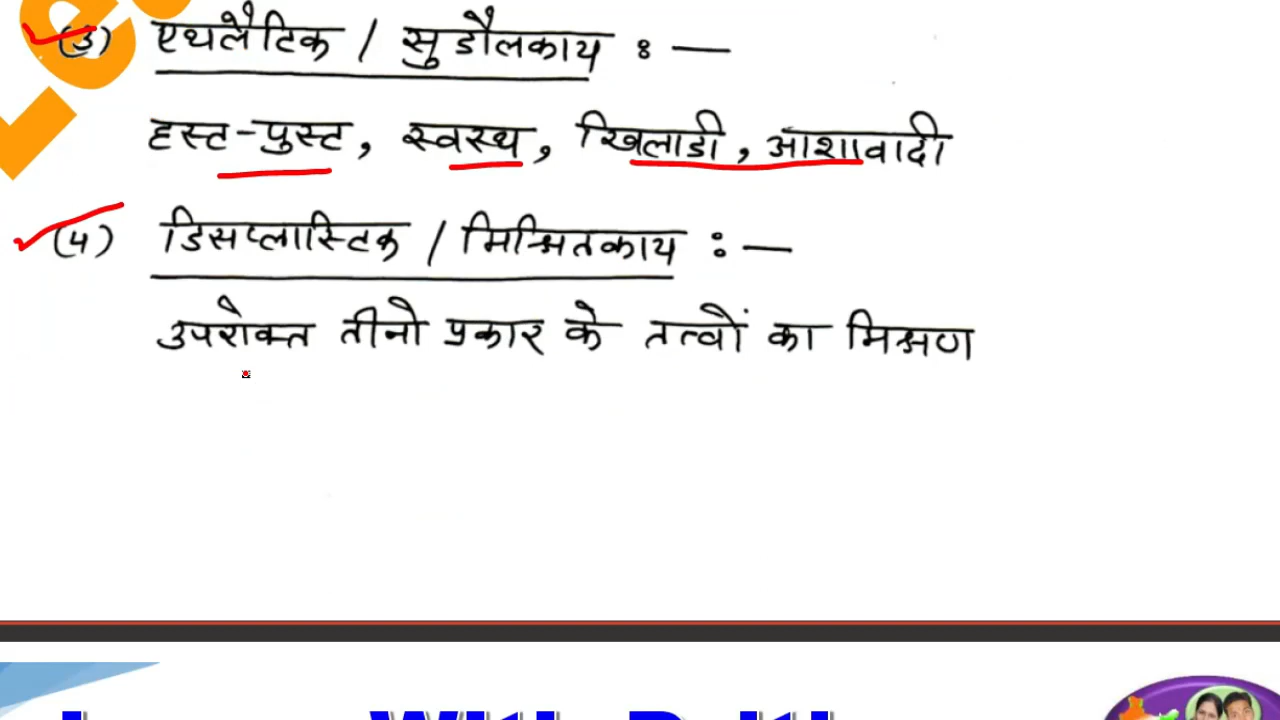 (3) एथलैटिक / सुडौलकाय : —
हस्ट-पुस्ट, स्वस्थ, खिलाडी, आशावादी
(4) डिसप्लास्टिक / मिश्रितकाय : —
उपरोक्त तीनो प्रकार के तत्वों का मिश्रण